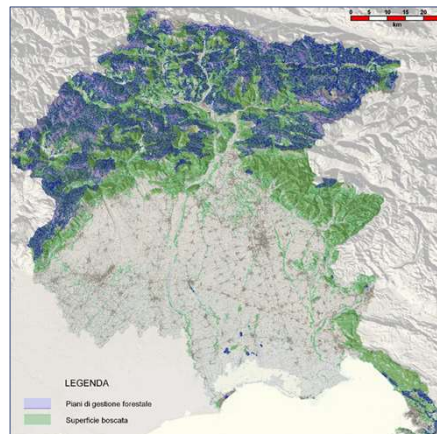 0 5 10 15 20
km
LEGENDA
Piani di gestione forestale
Superficie boscata